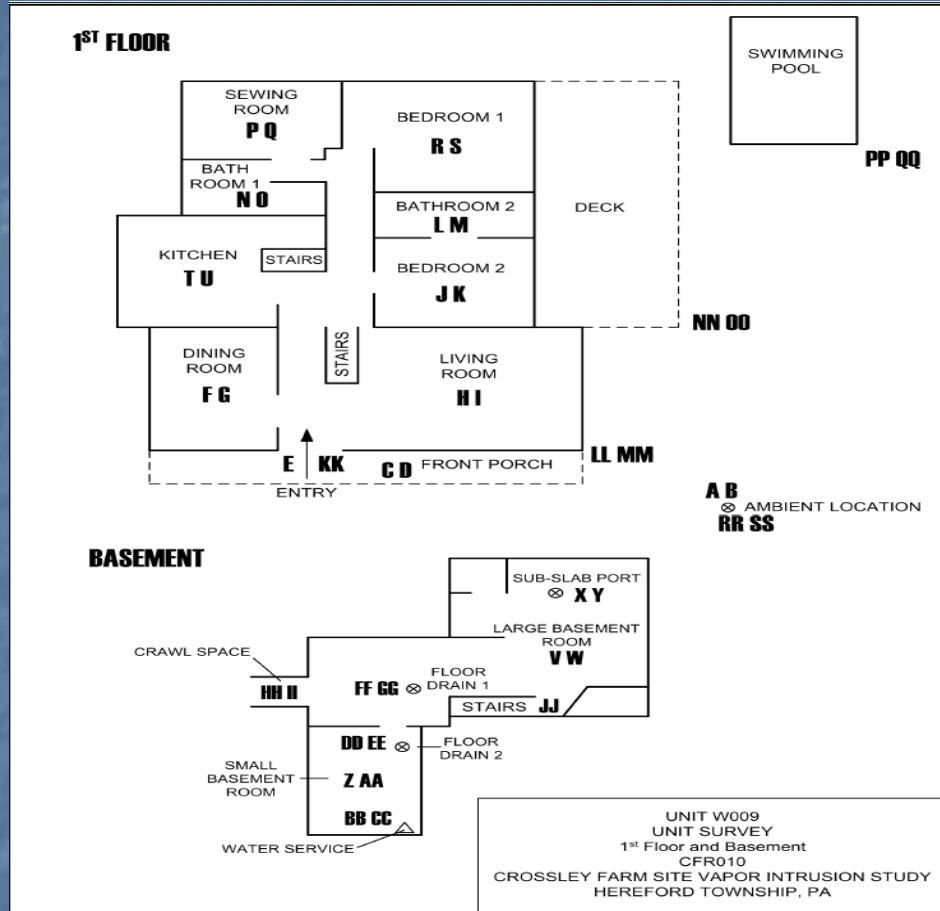 1ST FLOOR
SWIMMING
POOL
PP QQ
SEWING
ROOM
P Q
BEDROOM 1
R S
BATH
ROOM 1
N O
BATHROOM 2
L M
DECK
KITCHEN
T U
STAIRS
BEDROOM 2
J K
NN OO
DINING
ROOM
F G
STAIRS
LIVING
ROOM
H I
E KK
C D FRONT PORCH
LL MM
ENTRY
A B
AMBIENT LOCATION
RR SS
BASEMENT
SUB-SLAB PORT
X Y
LARGE BASEMENT
ROOM
V W
CRAWL SPACE
HH II
FF GG
FLOOR
DRAIN 1
STAIRS JJ
DD EE
FLOOR
DRAIN 2
SMALL
BASEMENT
ROOM
Z AA
BB CC
WATER SERVICE
UNIT W009
UNIT SURVEY
1st Floor and Basement
CFR010
CROSSLEY FARM SITE VAPOR INTRUSION STUDY
HEREFORD TOWNSHIP, PA